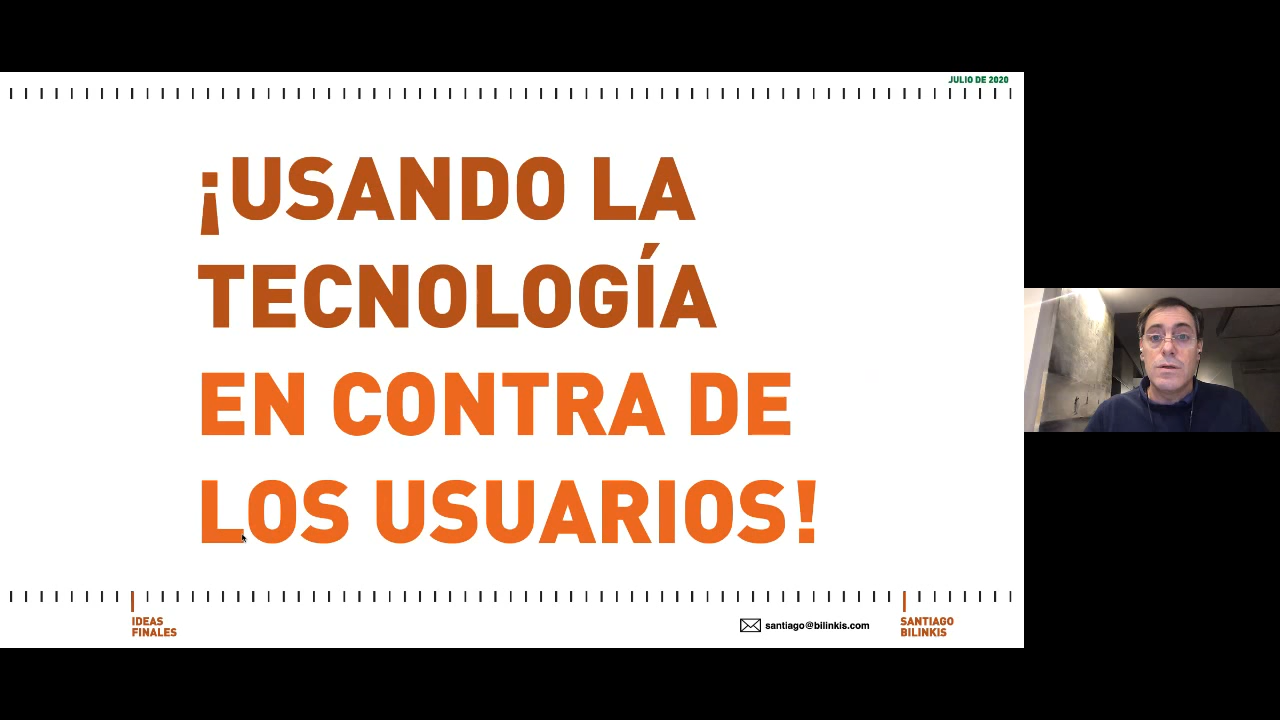 JULIO DE 2020
¡USANDO LA
TECNOLOGÍA
EN CONTRA DE
LOS USUARIOS!
IDEAS
FINALES
santiago@bilinkis.com
SANTIAGO
BILINKIS